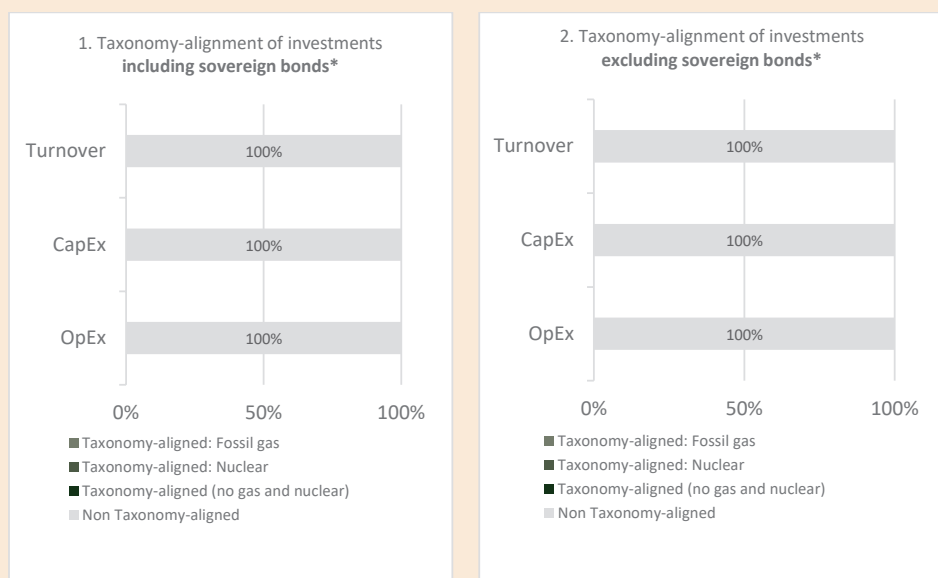 1. Taxonomy-alignment of investments
including sovereign bonds*
Turnover
100%
CapEx
100%
OpEx
100%
0%
50%
100%
Taxonomy-aligned: Fossil gas
Taxonomy-aligned: Nuclear
Taxonomy-aligned (no gas and nuclear)
Non Taxonomy-aligned
2. Taxonomy-alignment of investments
excluding sovereign bonds*
Turnover
100%
CapEx
100%
OpEx
100%
0%
50%
100%
Taxonomy-aligned: Fossil gas
Taxonomy-aligned: Nuclear
Taxonomy-aligned (no gas and nuclear)
Non Taxonomy-aligned